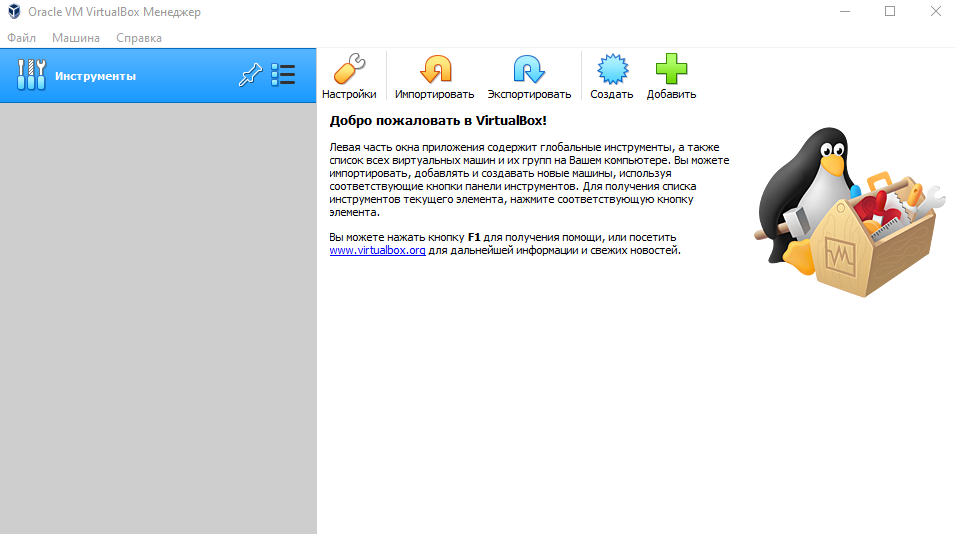 Oracle VM VirtualBox Менеджер
Файл Машина Справка
Инструменты
Настройки Импортировать Экспортировать Создать Добавить
Добро пожаловать в VirtualBox!
Левая часть окна приложения содержит глобальные инструменты, а также
список всех виртуальных машин и их групп на Вашем компьютере. Вы можете
импортировать, добавлять и создавать новые машины, используя
соответствующие кнопки панели инструментов. Для получения списка
инструментов текущего элемента, нажмите соответствующую кнопку
элемента.
Вы можете нажать кнопку F1 для получения помощи, или посетить
www.virtualbox.org для дальнейшей информации и свежих новостей.